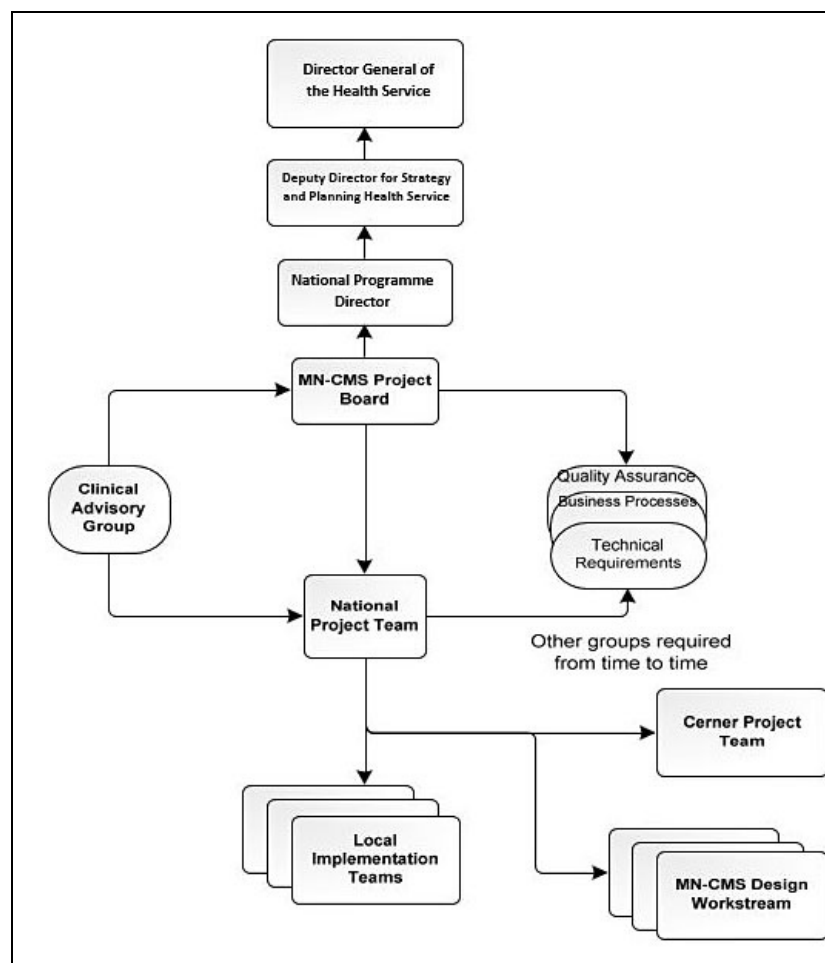 Director General of
the Health Service
Deputy Director for Strategy
and Planning Health Service
National Programme
Director
MN-CMS Project
Board
Clinical
Advisory
Group
Quality Assurance
Business Processes
Technical
Requirements
National
Project Team
Other groups required
from time to time
Cerner Project
Team
Local
Implementation
Teams
MN-CMS Design
Workstream